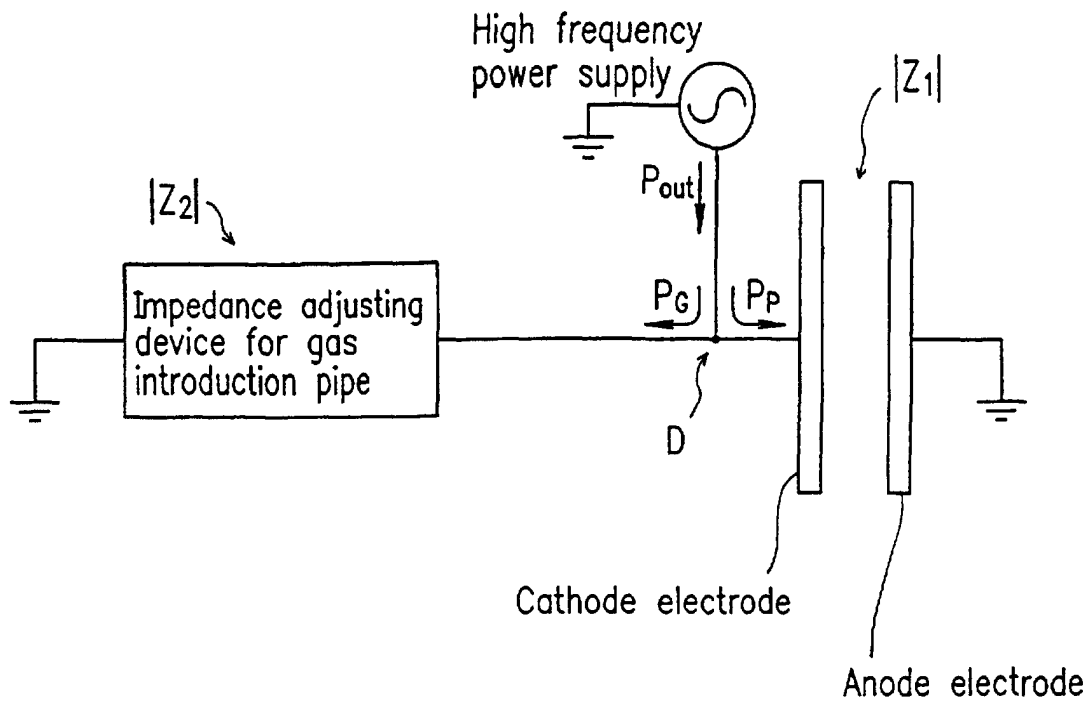 High frequency
power supply
|Z1|
Pout
|Z2|
PG
PP
Impedance adjusting
device for gas
introduction pipe
D
Cathode electrode
Anode electrode